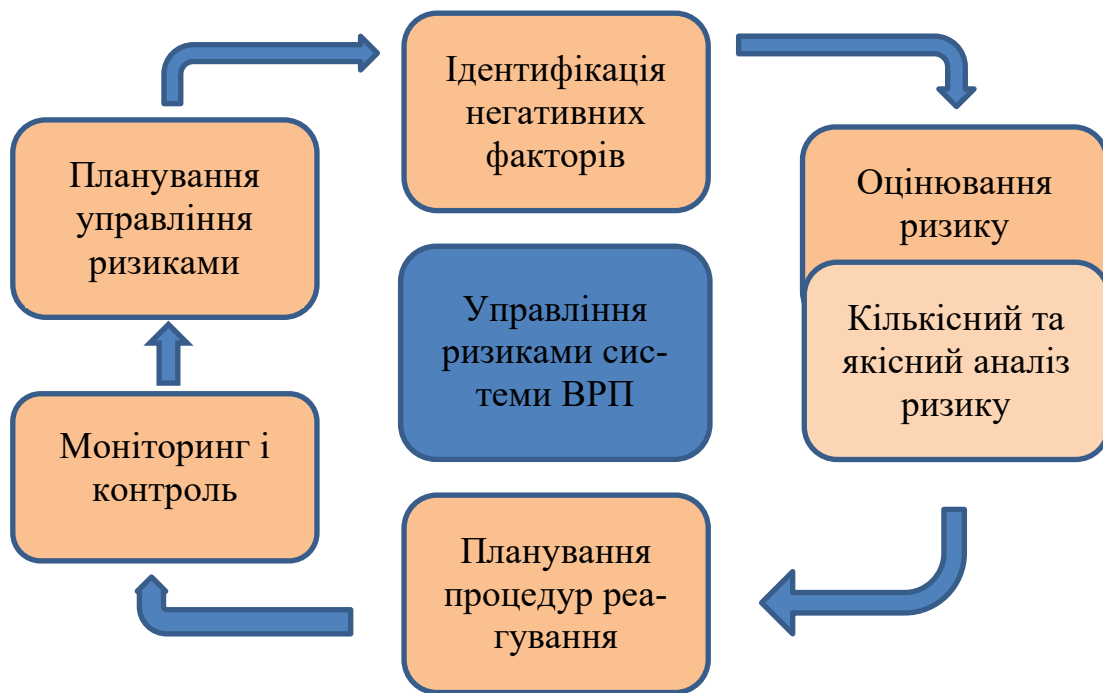 Ідентифікація
негативних
факторів
Планування
управління
ризиками
Оцінювання
ризику
Управління
ризиками сис-
теми ВРП
Кількісний та
якісний аналіз
ризику
Моніторинг і
контроль
Планування
процедур реа-
гування